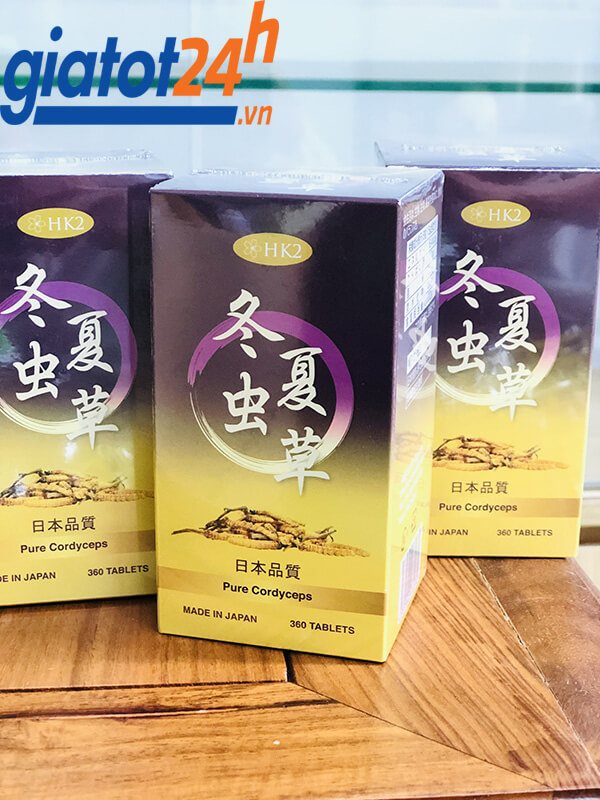 giatot24h
.vn
HK2
冬虫
夏草
日本品質
Pure Cordyceps
E IN JAPAN 360 TABLETS
HK2
冬虫
夏草
日本品質
Pure Cordyceps
MADE IN JAPAN 360 TABLETS
HK2
冬虫
夏草
日本品質
Pure Cordyceps
N JAPAN 360 TABLETS